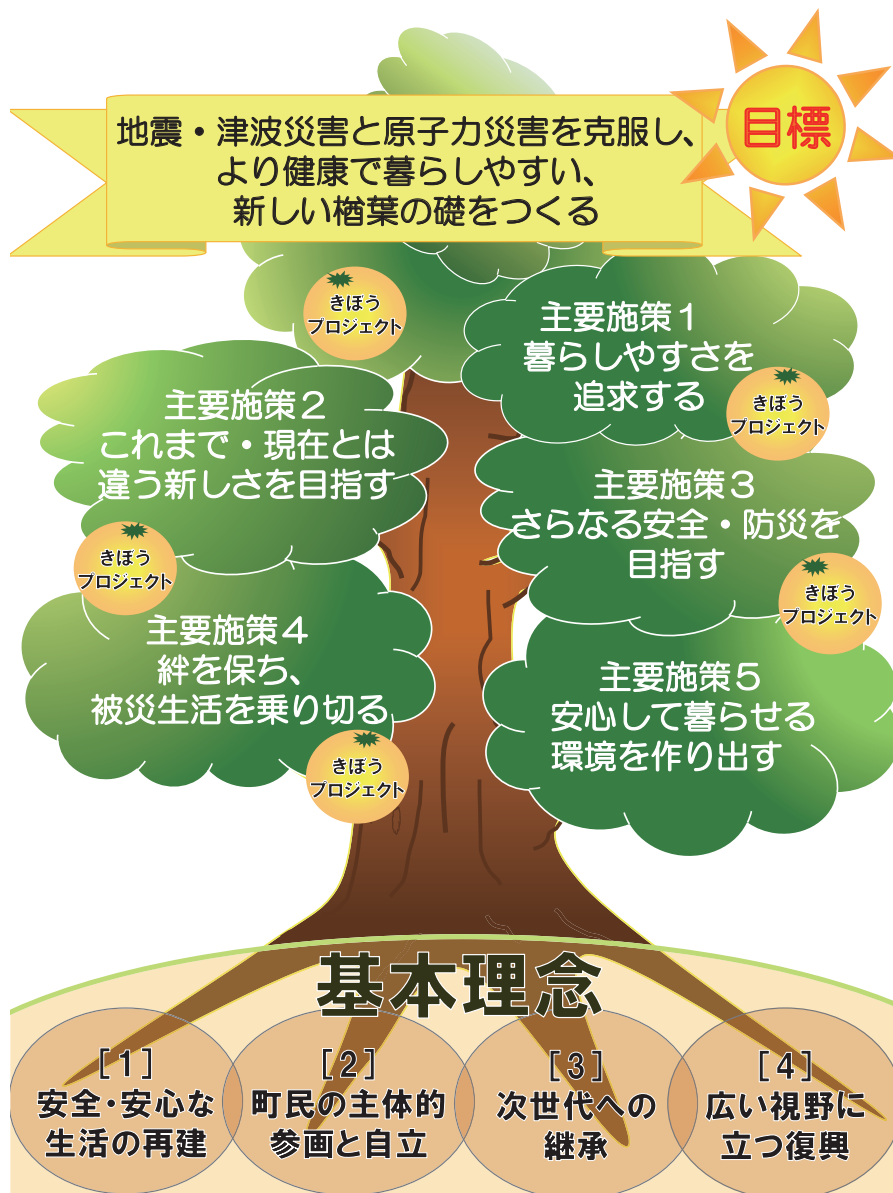 地震・津波災害と原子力災害を克服し、
より健康で暮らしやすい、
新しい楢葉の礎をつくる
目標
きぼう
プロジェクト
主要施策1
暮らしやすさを
追求する
きぼう
プロジェクト
主要施策2
これまで・現在とは
違う新しさを目指す
きぼう
プロジェクト
主要施策3
さらなる安全・防災を
目指す
きぼう
プロジェクト
主要施策4
絆を保ち、
被災生活を乗り切る
きぼう
プロジェクト
主要施策5
安心して暮らせる
環境を作り出す
基本理念
[1]
安全・安心な
生活の再建
[2]
町民の主体的
参画と自立
[3]
次世代への
継承
[4]
広い視野に
立つ復興